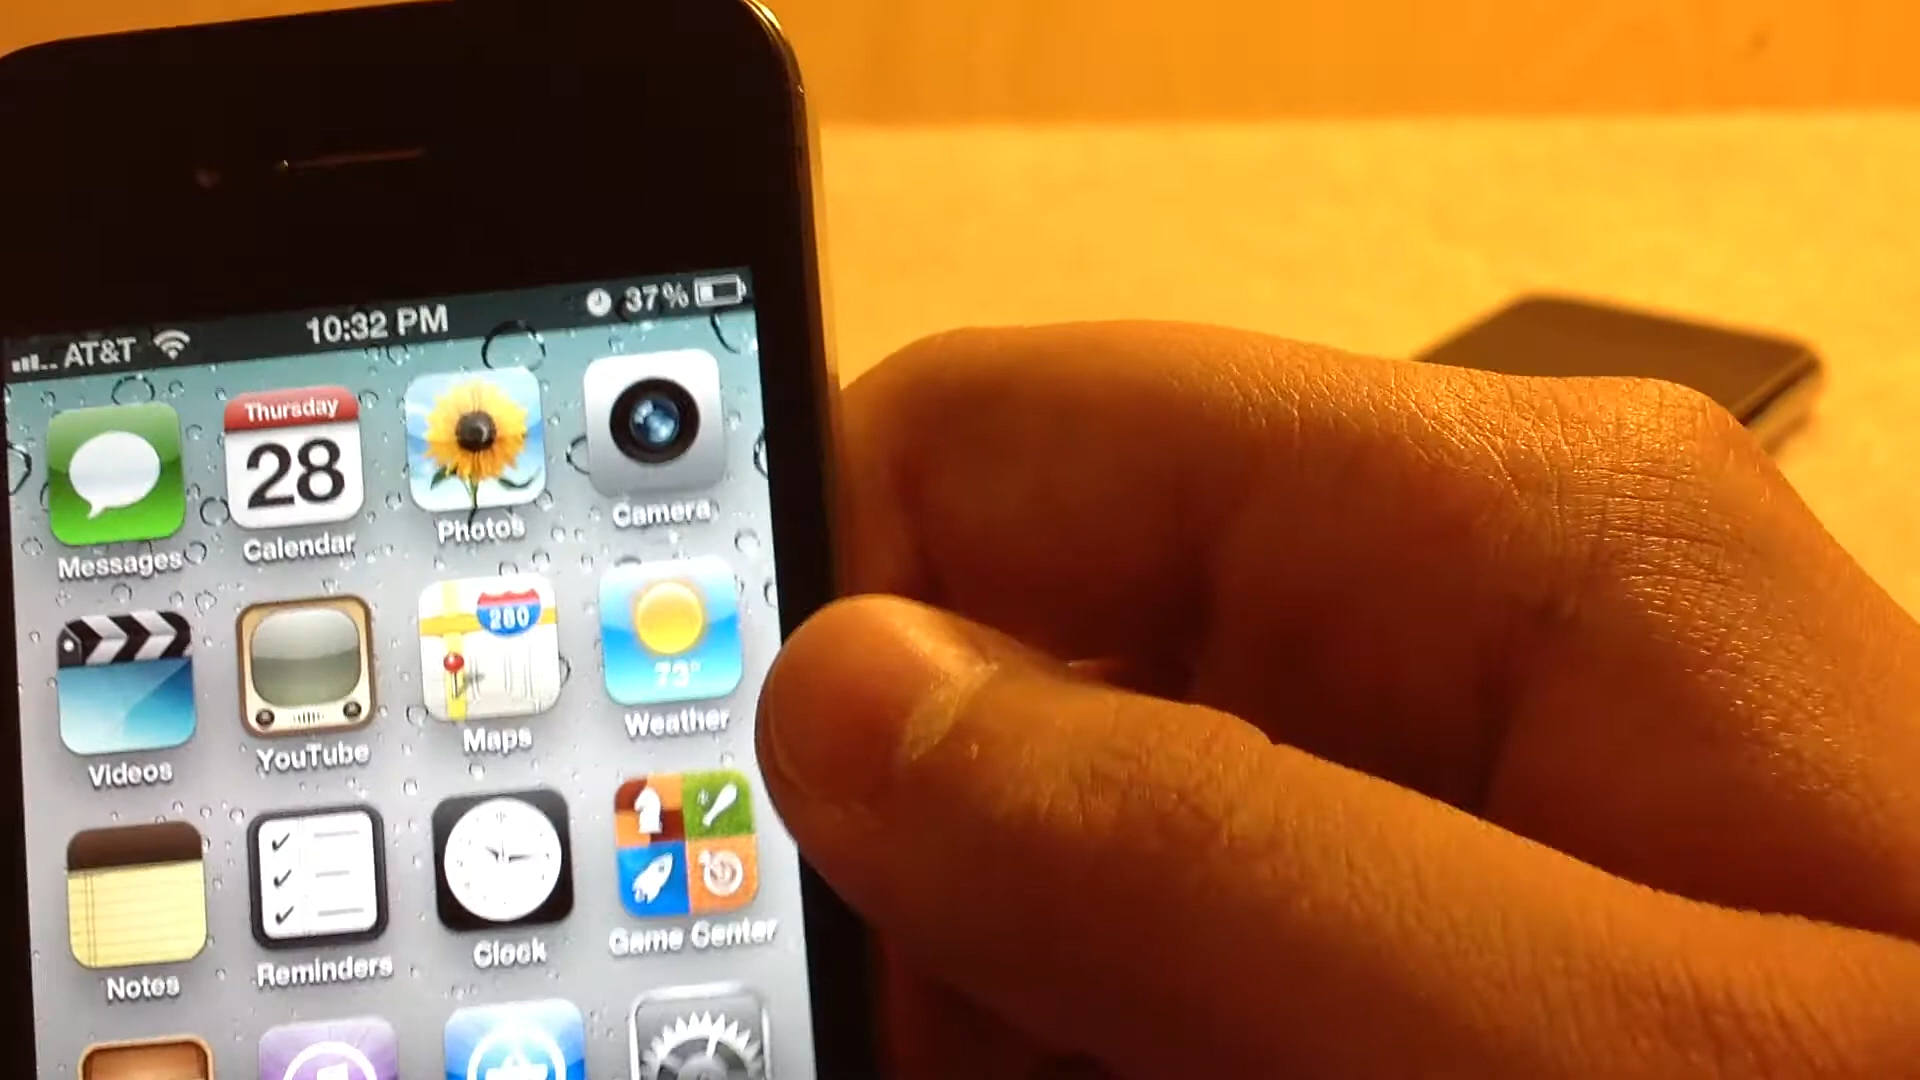 AT&T 10:32 PM 37%
Thursday
28
Messages Calendar Photos Camera
280
73°
Videos YouTube Maps Weather
Notes Reminders Clock Game Center